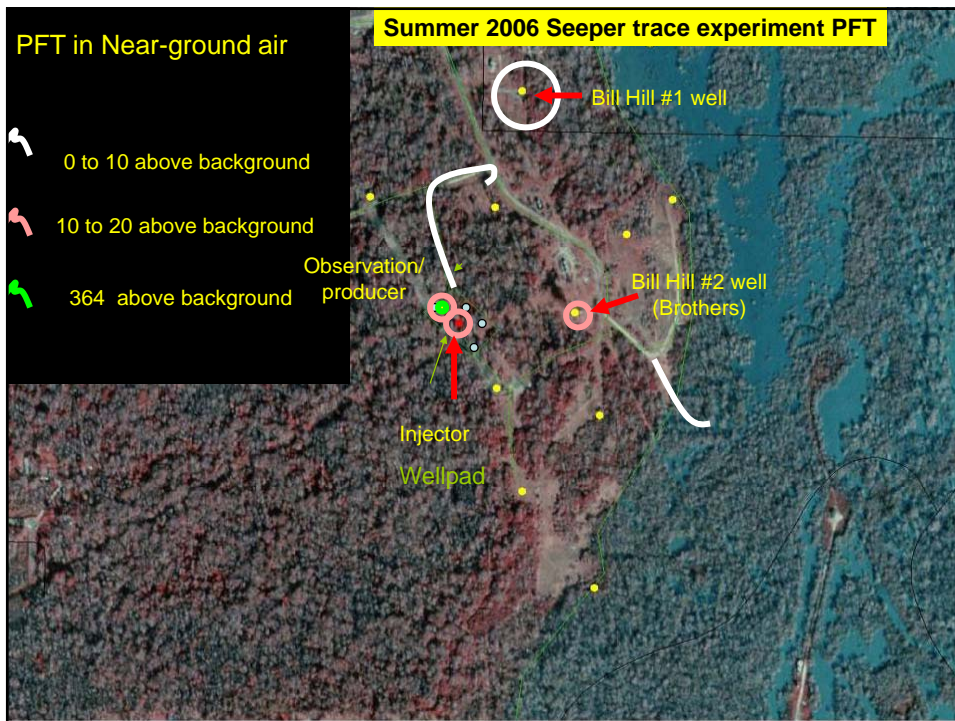 Summer 2006 Seeper trace experiment PFT
PFT in Near-ground air
0 to 10 above background
10 to 20 above background
364 above background
Bill Hill #1 well
Observation/
producer
Bill Hill #2 well
(Brothers)
Injector
Wellpad